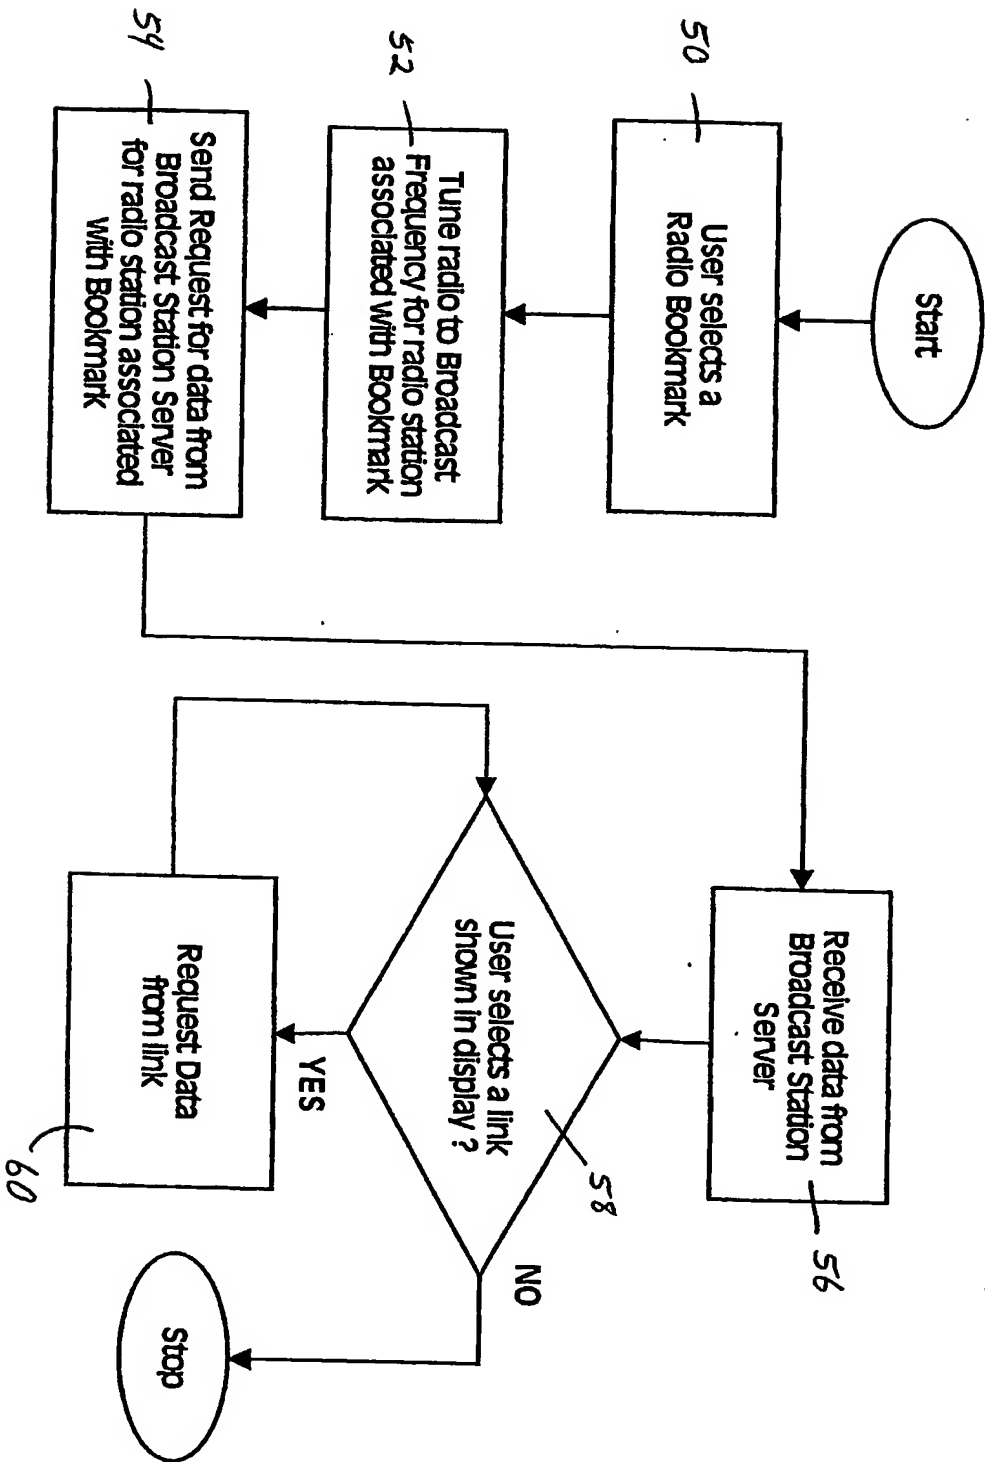 Start
50
User selects a
Radio Bookmark
52
Tune radio to Broadcast
Frequency for radio station
associated with Bookmark
54
Send Request for data from
Broadcast Station Server
for radio station associated
with Bookmark
Receive data from
Broadcast Station
Server
56
User selects a link
shown in display ?
58
YES
NO
Request Data
from link
60
Stop